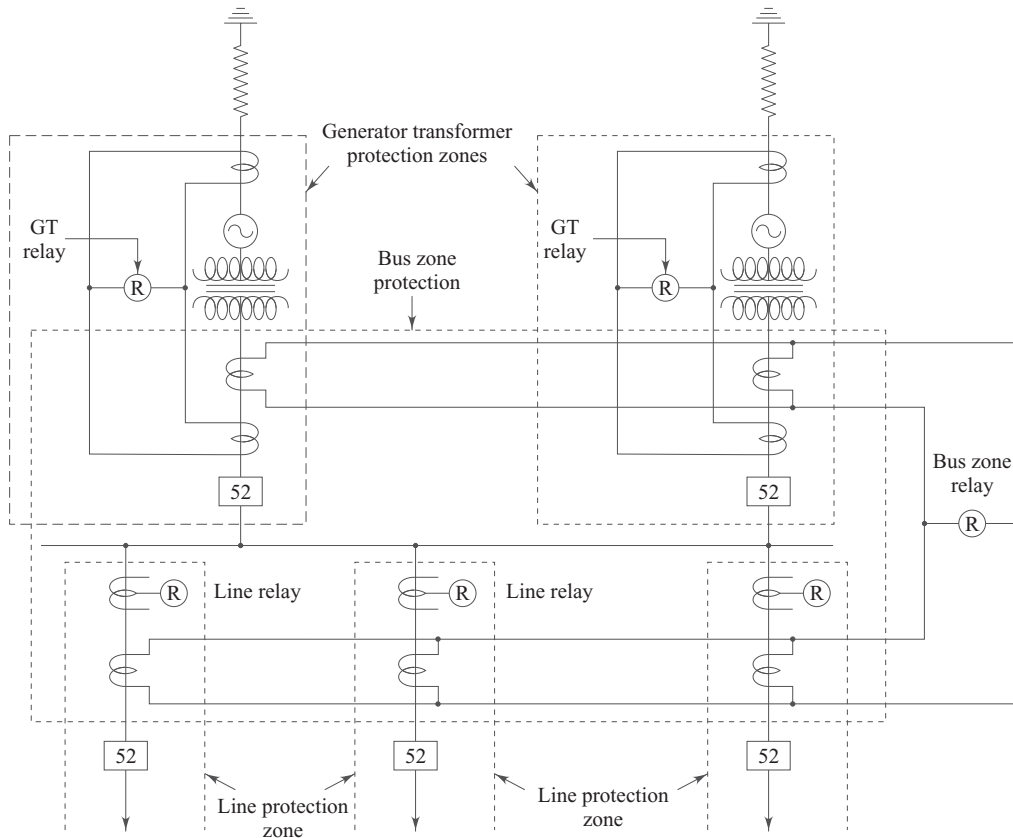 Generator transformer
protection zones
GT
relay
R
Bus zone
protection
GT
relay
R
52
52
Bus zone
relay
R
R
Line relay
R
Line relay
R
52
52
52
Line protection
zone
Line protection
zone